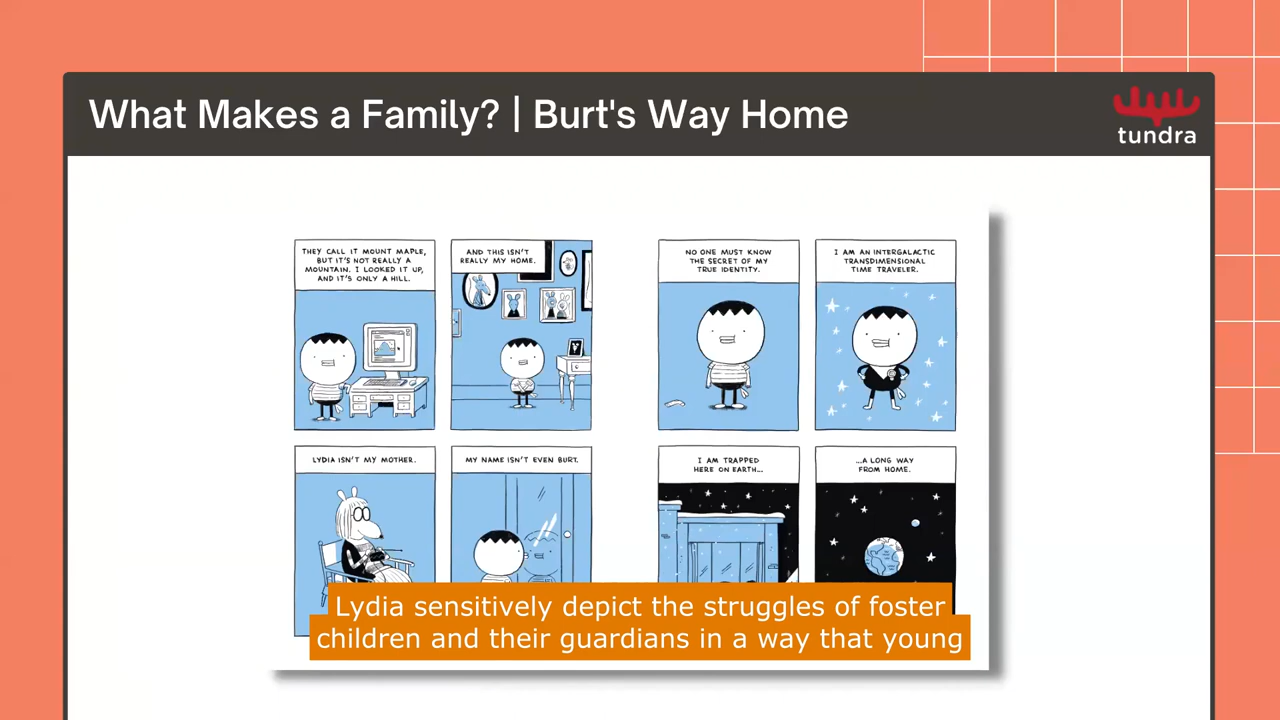 What Makes a Family? | Burt's Way Home
tundra
THEY CALL IT MOUNT MAPLE,
BUT IT'S NOT REALLY A
MOUNTAIN. I LOOKED IT UP,
AND IT'S ONLY A HILL.
AND THIS ISN'T
REALLY MY HOME.
LYDIA ISN'T MY MOTHER.
MY NAME ISN'T EVEN BURT.
NO ONE MUST KNOW
THE SECRET OF MY
TRUE IDENTITY.
I AM AN INTERGALACTIC
TRANSDIMENSIONAL
TIME TRAVELER.
I AM TRAPPED
HERE ON EARTH...
...A LONG WAY
FROM HOME.
Lydia sensitively depict the struggles of foster
children and their guardians in a way that young